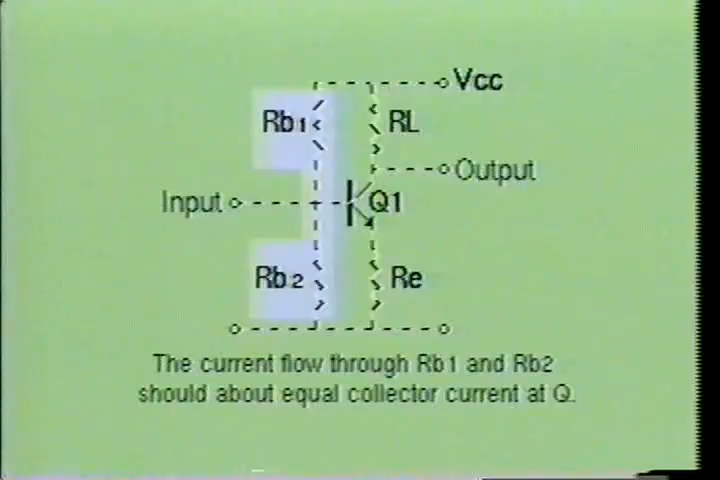 Vcc
Rb1
RL
Output
Input
Q1
Rb2
Re
The current flow through Rb1 and Rb2
should about equal collector current at Q.